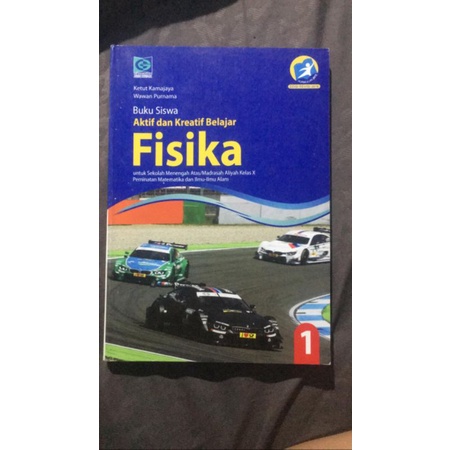 Ketut Kamajaya
Wawan Purnama
Buku Siswa
Aktif dan Kreatif Belajar
Fisika
untuk Sekolah Menengah Atas/Madrasah Aliyah Kelas X
Peminatan Matematika dan Ilmu-Ilmu Alam
1